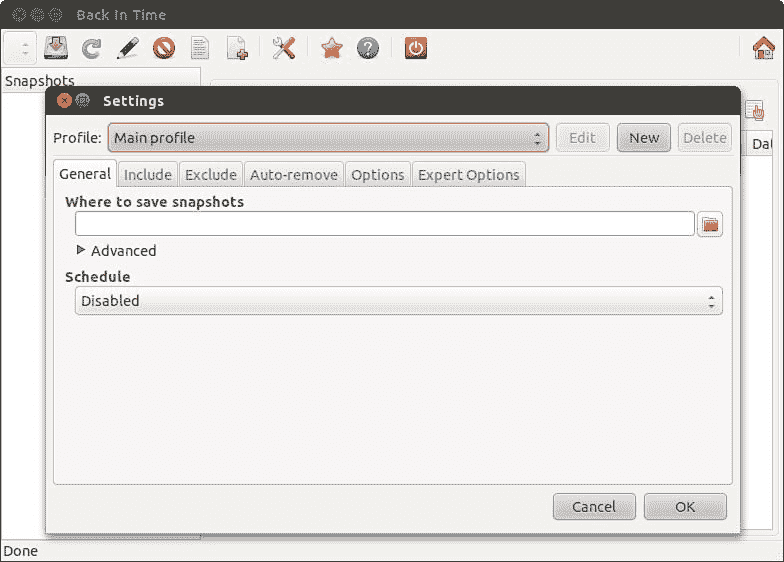 Back In Time
Snapshots
Settings
Profile: Main profile Edit New Delete
Dat
General Include Exclude Auto-remove Options Expert Options
Where to save snapshots
Advanced
Schedule
Disabled
Cancel OK
Done